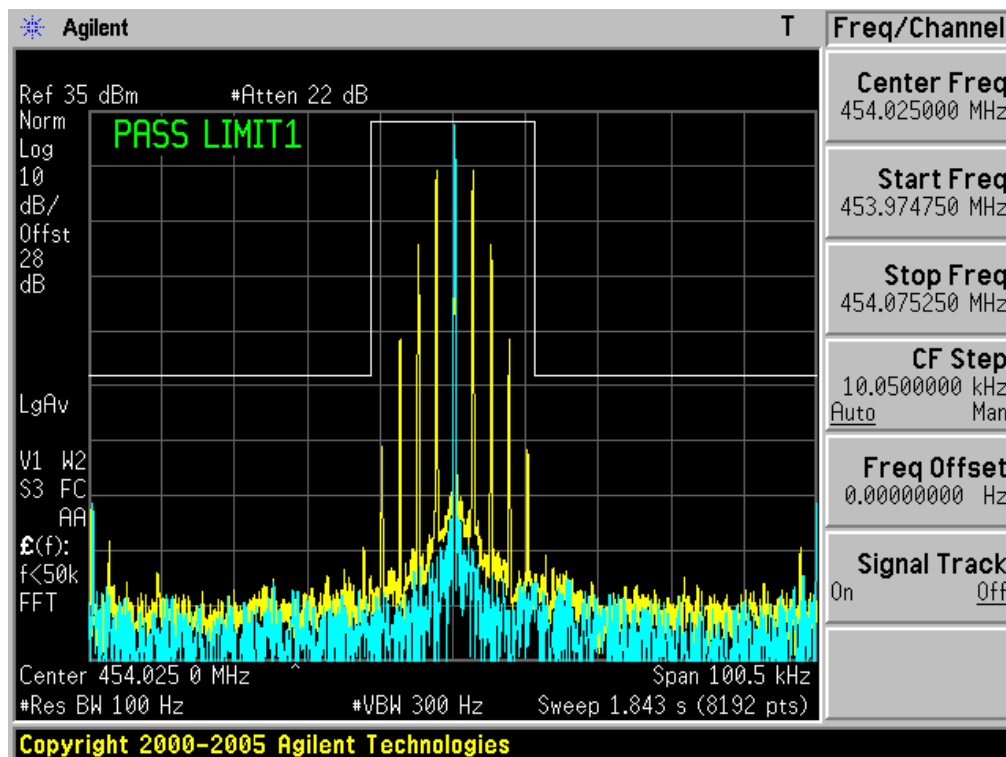 Agilent T Freq/Channel
Ref 35 dBm #Atten 22 dB
Norm
PASS LIMIT1
Log
10
dB/
Offst
28
dB
LgAv
V1 W2
S3 FC
AA
£(f):
f<50k
FFT
Center 454.025 0 MHz Span 100.5 kHz
#Res BW 100 Hz #VBW 300 Hz Sweep 1.843 s (8192 pts)
Copyright 2000-2005 Agilent Technologies
Center Freq
454.025000 MHz
Start Freq
453.974750 MHz
Stop Freq
454.075250 MHz
CF Step
10.0500000 kHz
Auto Man
Freq Offset
0.00000000 Hz
Signal Track
On Off